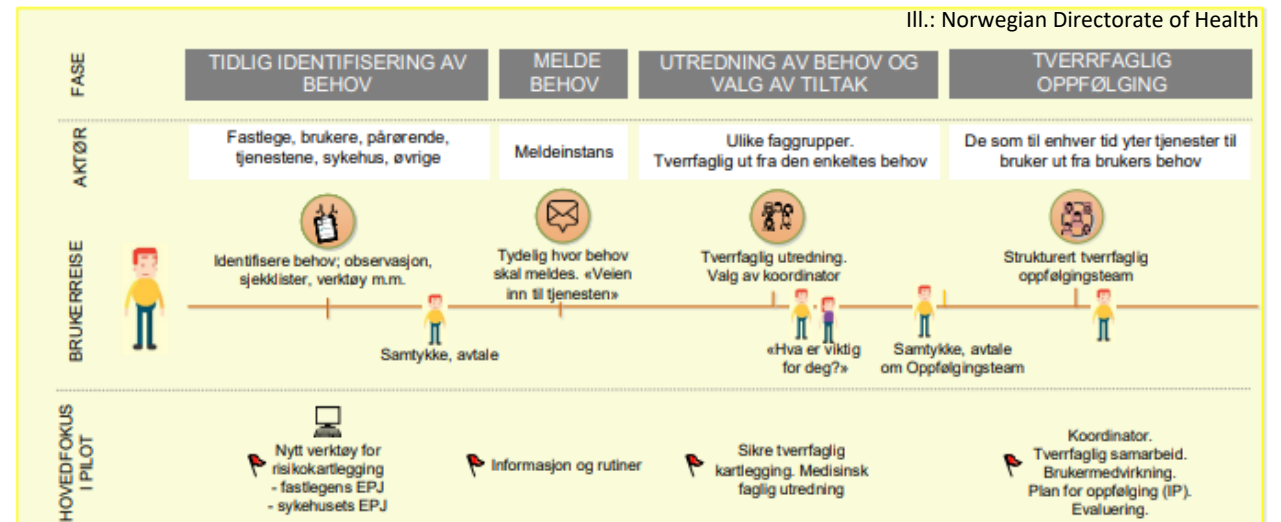 Ill.: Norwegian Directorate of Health
FASE
TIDLIG IDENTIFISERING AV
BEHOV
MELDE
BEHOV
UTREDNING AV BEHOV OG
VALG AV TILTAK
TVERRFAGLIG
OPPFØLGING
AKTØR
Fastlege, brukere, pårørende,
tjenestene, sykehus, øvrige
Meldeinstans
Ulike faggrupper.
Tverrfaglig ut fra den enkeltes behov
De som til enhver tid yter tjenester til
bruker ut fra brukers behov
BRUKERREISE
Identifisere behov; observasjon,
sjekklister, verktøy m.m.
Tydelig hvor behov
skal meldes. «Veien
inn til tjenesten»
Tverrfaglig utredning.
Valg av koordinator
Strukturert tverrfaglig
oppfølgingsteam
Samtykke, avtale
«Hva er viktig
for deg?»
Samtykke, avtale
om Oppfølgingsteam
HOVEDFOKUS
I PILOT
Nytt verktøy for
risikokartlegging
- fastlegens EPJ
- sykehusets EPJ
Informasjon og rutiner
Sikre tverrfaglig
kartlegging. Medisinsk
faglig utredning
Koordinator.
Tverrfaglig samarbeid.
Brukermedvirkning.
Plan for oppfølging (IP).
Evaluering.